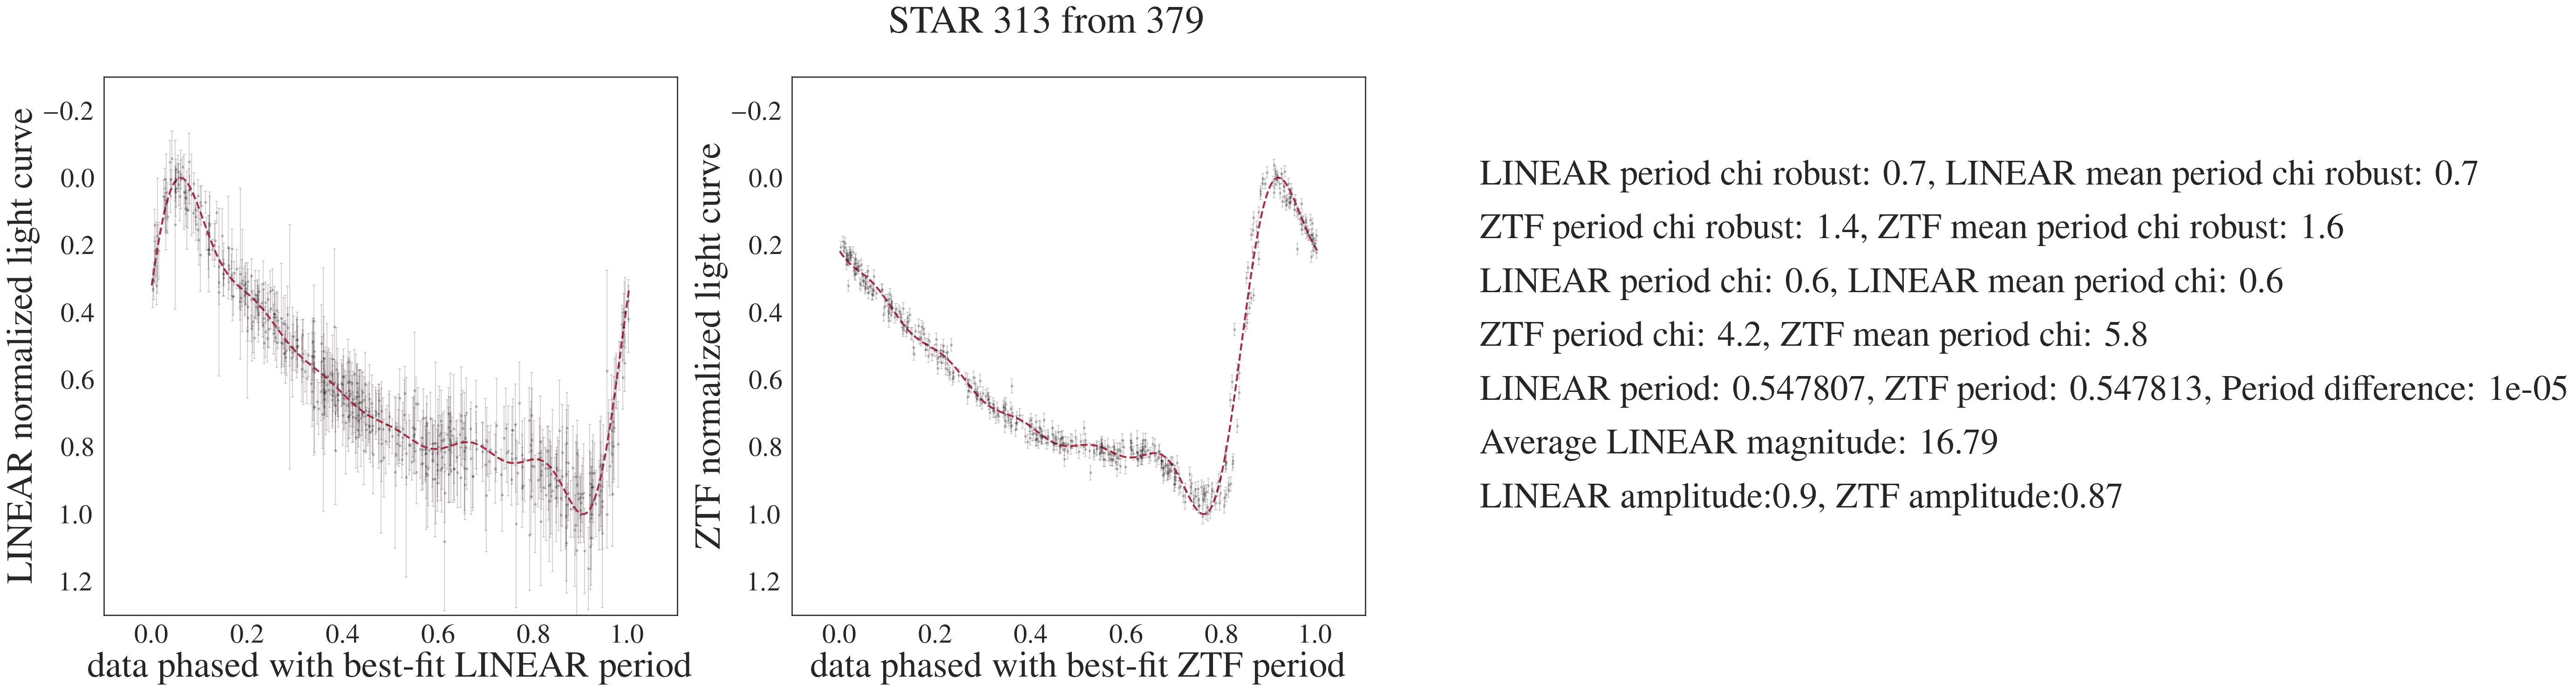 STAR 313 from 379
LINEAR normalized light curve
−0.2
0.0
0.2
0.4
0.6
0.8
1.0
1.2
0.0 0.2 0.4 0.6 0.8 1.0
data phased with best-fit LINEAR period
ZTF normalized light curve
−0.2
0.0
0.2
0.4
0.6
0.8
1.0
1.2
0.0 0.2 0.4 0.6 0.8 1.0
data phased with best-fit ZTF period
LINEAR period chi robust: 0.7, LINEAR mean period chi robust: 0.7
ZTF period chi robust: 1.4, ZTF mean period chi robust: 1.6
LINEAR period chi: 0.6, LINEAR mean period chi: 0.6
ZTF period chi: 4.2, ZTF mean period chi: 5.8
LINEAR period: 0.547807, ZTF period: 0.547813, Period difference: 1e-05
Average LINEAR magnitude: 16.79
LINEAR amplitude:0.9, ZTF amplitude:0.87